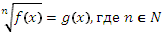 ⁿ√f(x) = g(x), где n ∈ N